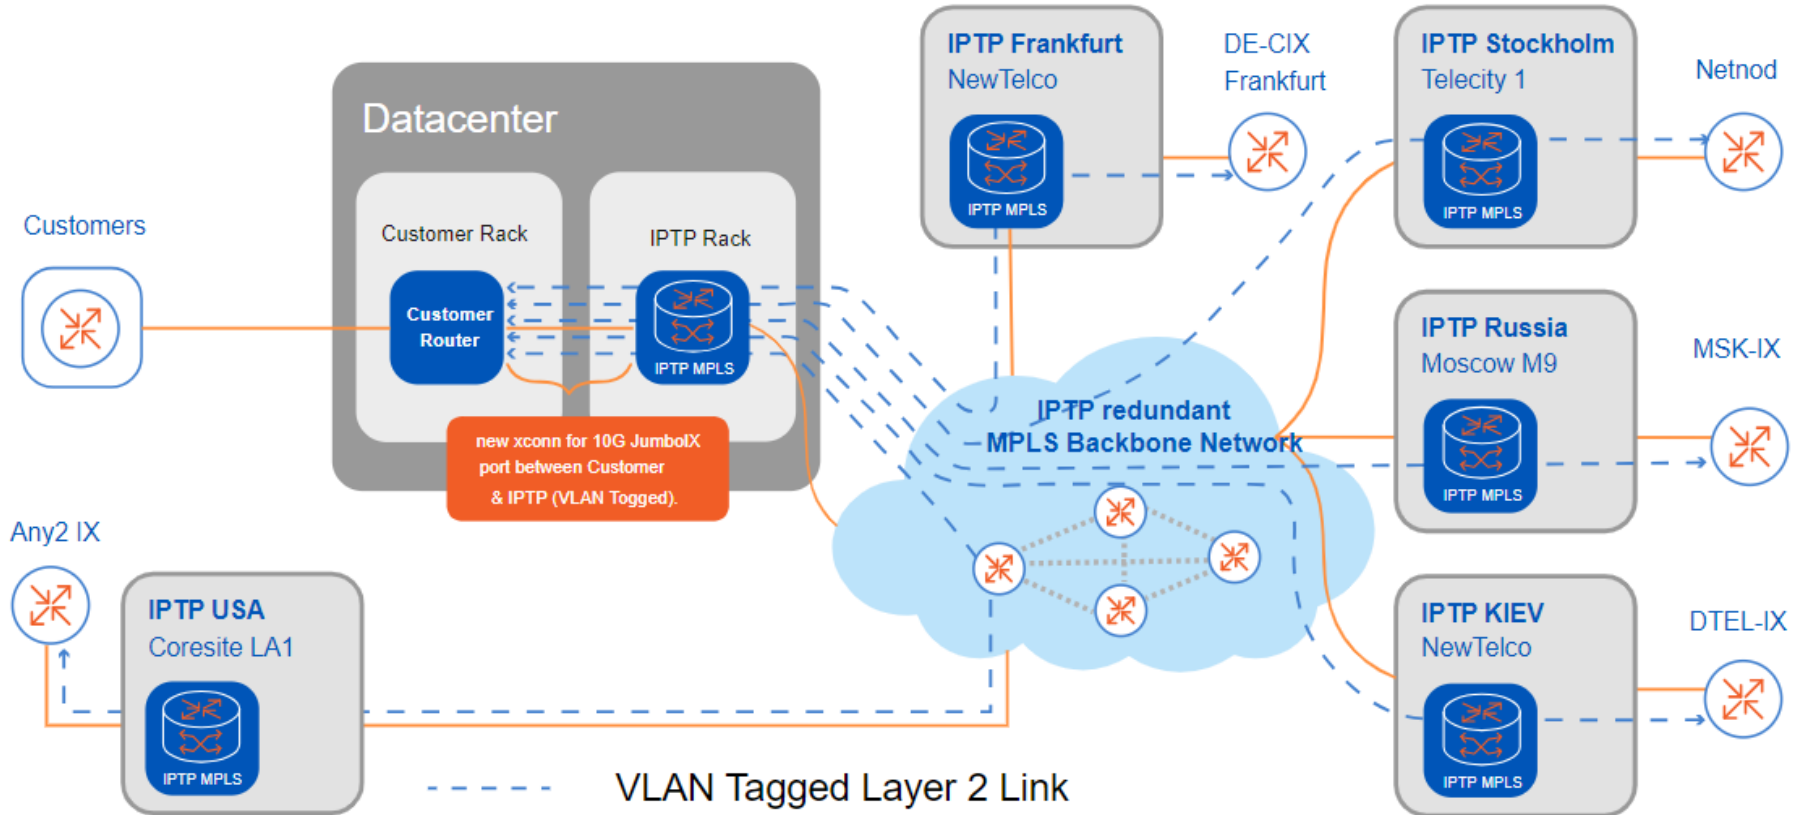 IPTP Frankfurt
NewTelco
IPTP MPLS
DE-CIX
Frankfurt
IPTP Stockholm
Telecity 1
IPTP MPLS
Netnod
Datacenter
Customers
Customer Rack
Customer
Router
IPTP Rack
IPTP MPLS
new xconn for 10G JumboIX
port between Customer
& IPTP (VLAN Togged).
IPTP redundant
MPLS Backbone Network
IPTP Russia
Moscow M9
IPTP MPLS
MSK-IX
Any2 IX
IPTP USA
Coresite LA1
IPTP MPLS
IPTP KIEV
NewTelco
IPTP MPLS
DTEL-IX
VLAN Tagged Layer 2 Link